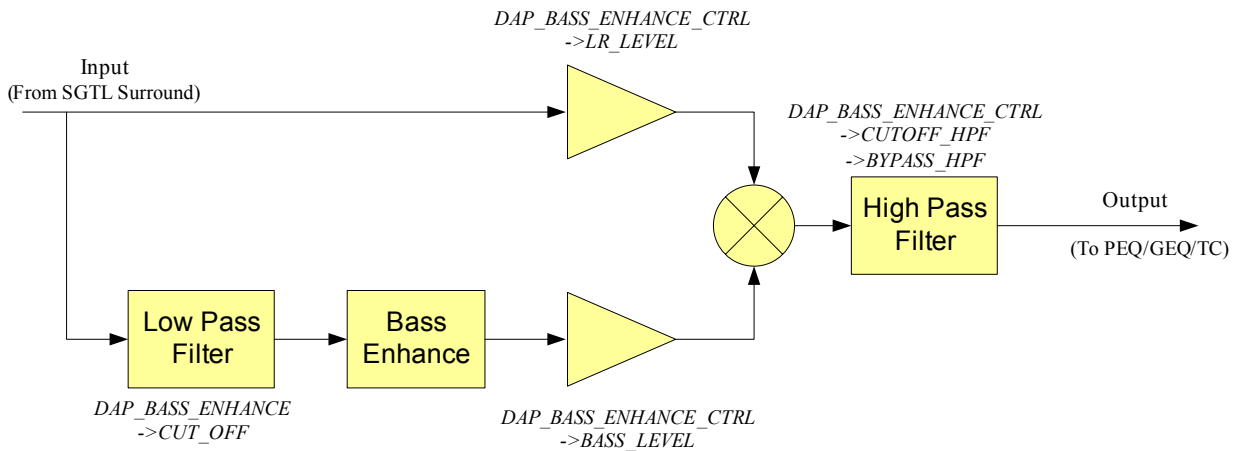 DAP_BASS_ENHANCE_CTRL
->LR_LEVEL
Input
(From SGTL Surround)
DAP_BASS_ENHANCE_CTRL
->CUTOFF_HPF
->BYPASS_HPF
High Pass
Filter
Output
(To PEQ/GEQ/TC)
Low Pass
Filter
Bass
Enhance
DAP_BASS_ENHANCE
->CUT_OFF
DAP_BASS_ENHANCE_CTRL
->BASS_LEVEL